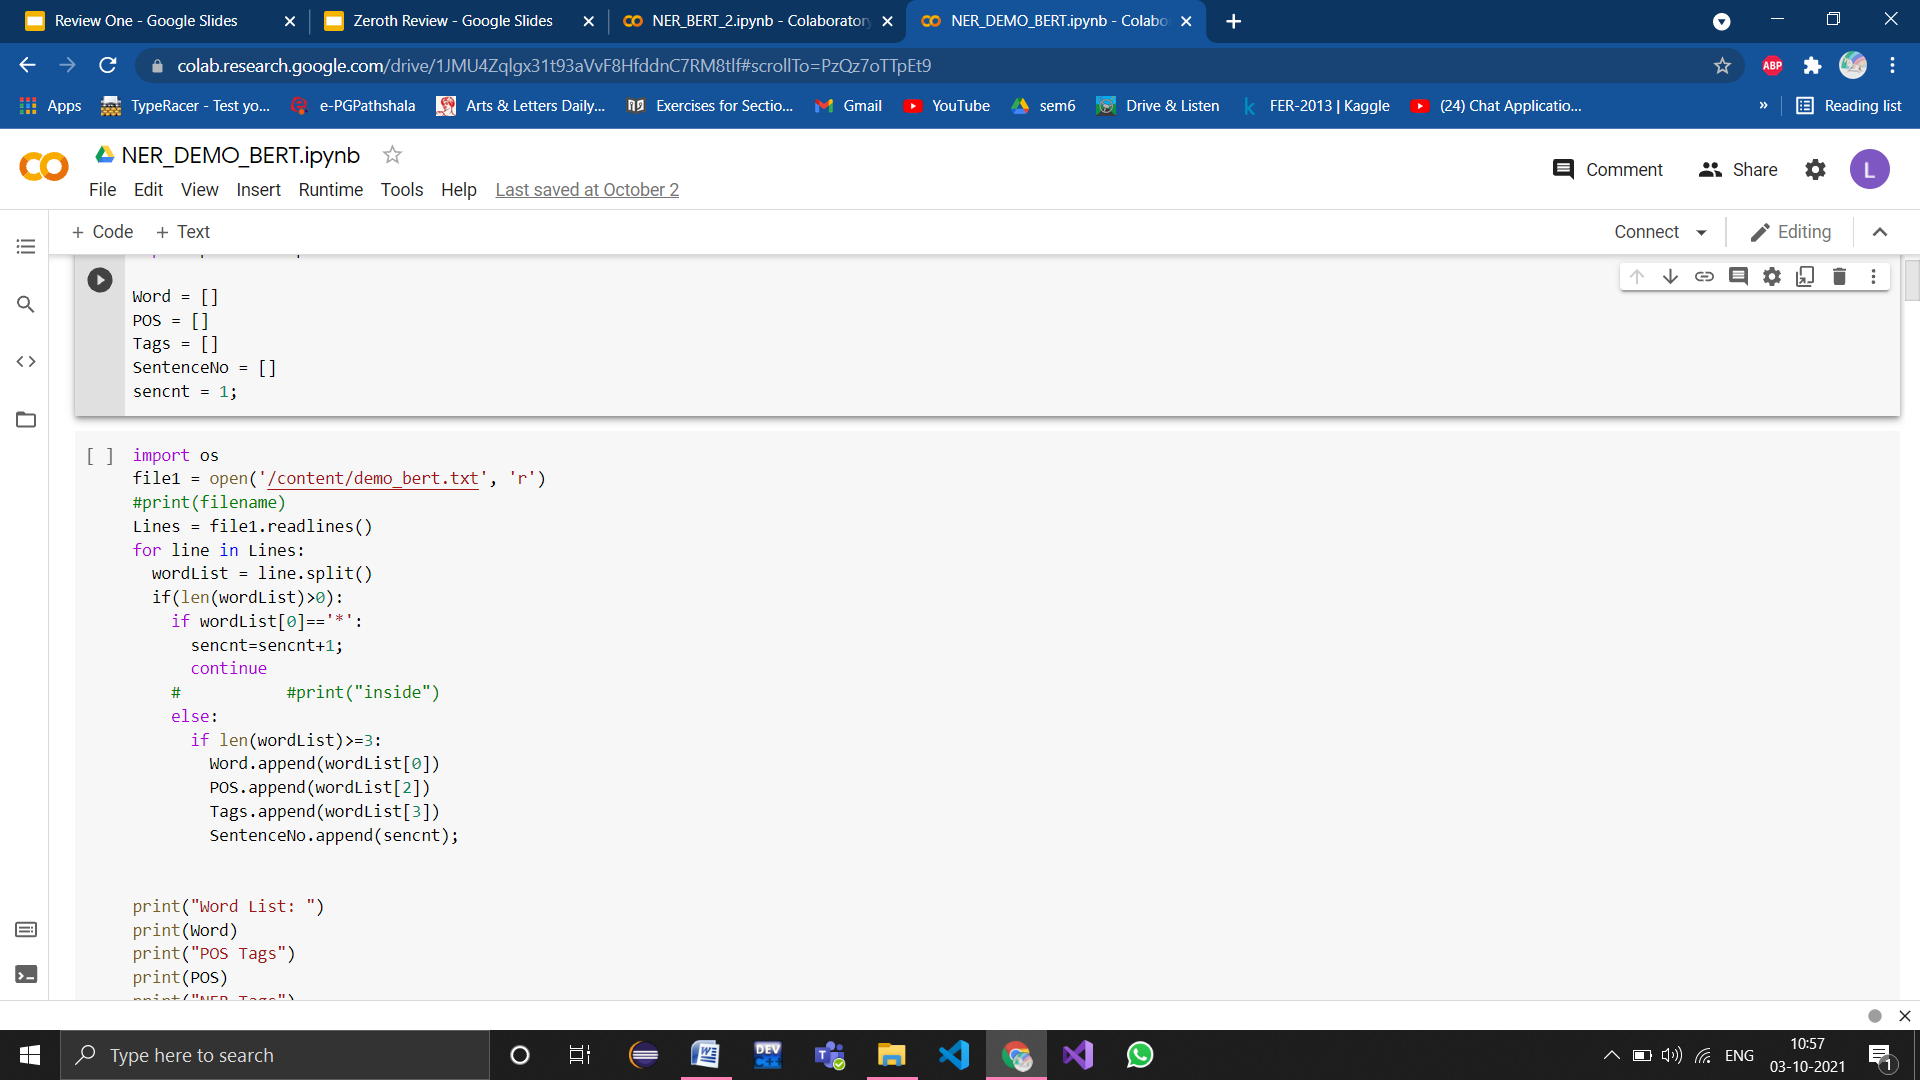 Review One - Google Slides
Zeroth Review - Google Slides
NER_BERT_2.ipynb - Colaboratory
NER_DEMO_BERT.ipynb - Colabo
colab.research.google.com/drive/1JMU4Zqlgx31t93aVvF8HfddnC7RM8tlf#scrollTo=PzQz7oTTpEt9
ABP
Apps
TypeRacer - Test yo...
e-PGPathshala
Arts & Letters Daily...
Exercises for Sectio...
Gmail
YouTube
sem6
Drive & Listen
FER-2013 | Kaggle
(24) Chat Applicatio...
»
Reading list
NER_DEMO_BERT.ipynb
File Edit View Insert Runtime Tools Help Last saved at October 2
Comment
Share
L
+ Code + Text
Connect
Editing
Word = []
POS = []
Tags = []
SentenceNo = []
sencnt = 1;
[ ]
import os
file1 = open('/content/demo_bert.txt', 'r')
#print(filename)
Lines = file1.readlines()
for line in Lines:
  wordList = line.split()
  if(len(wordList)>0):
    if wordList[0]=='*':
      sencnt=sencnt+1;
      continue
    #           #print("inside")
    else:
      if len(wordList)>=3:
        Word.append(wordList[0])
        POS.append(wordList[2])
        Tags.append(wordList[3])
        SentenceNo.append(sencnt);
print("Word List: ")
print(Word)
print("POS Tags")
print(POS)
print("NER Tags")
Type here to search
DEV
ENG
10:57
03-10-2021
1